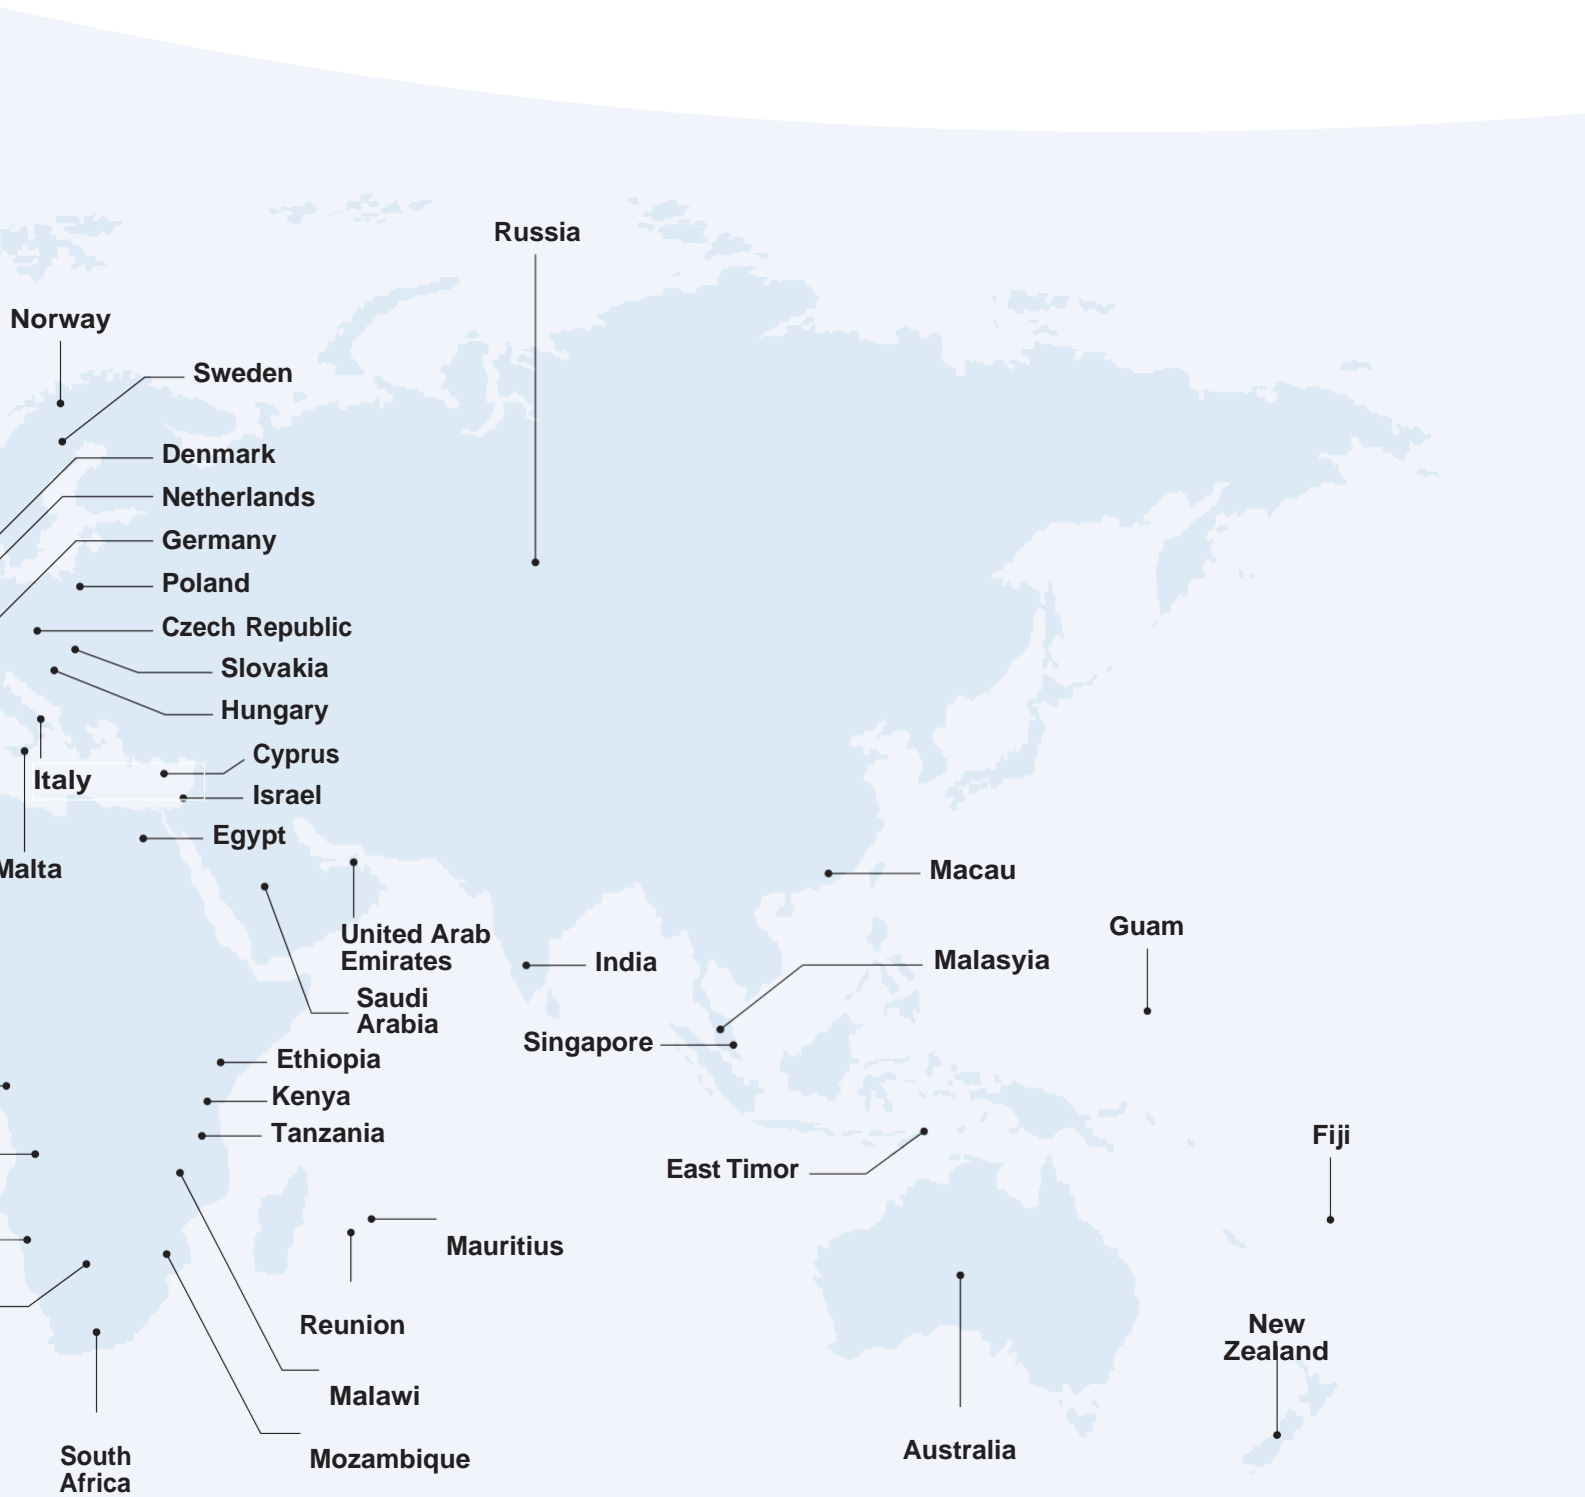 Russia
Norway
Sweden
Denmark
Netherlands
Germany
Poland
Czech Republic
Slovakia
Hungary
Cyprus
Italy
Israel
Egypt
Malta
Macau
United Arab
Emirates
India
Guam
Malasyia
Saudi
Arabia
Singapore
Ethiopia
Kenya
Tanzania
East Timor
Fiji
Mauritius
Reunion
New
Zealand
Malawi
Mozambique
Australia
South
Africa